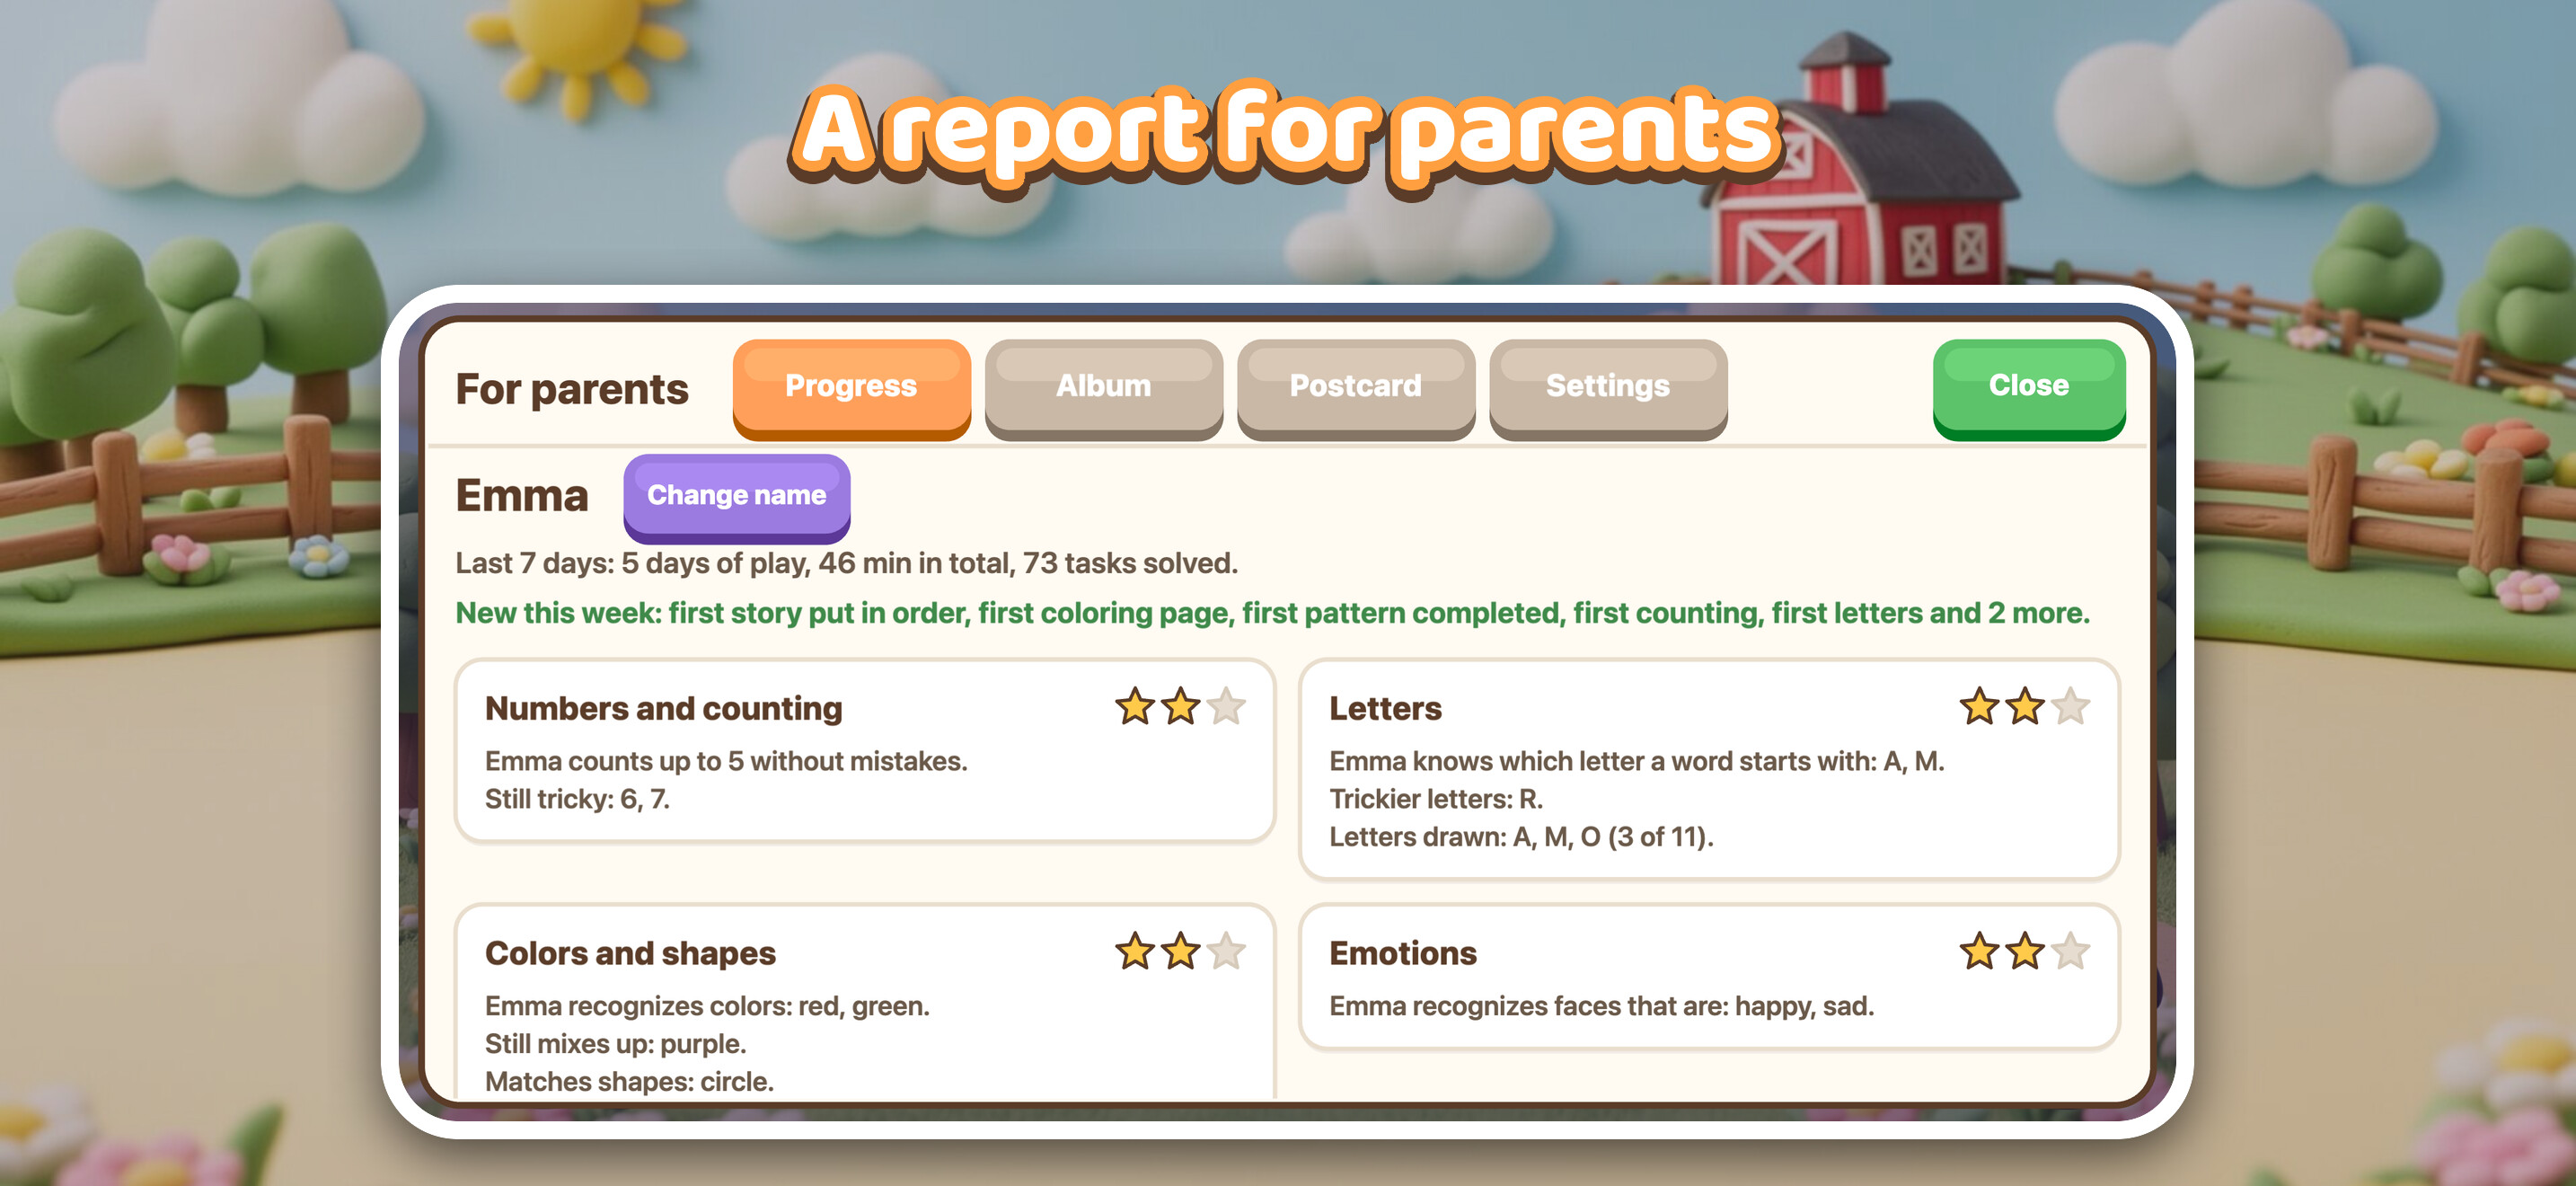 A report for parents
For parents
Progress
Album
Postcard
Settings
Close
Emma
Change name
Last 7 days: 5 days of play, 46 min in total, 73 tasks solved.
New this week: first story put in order, first coloring page, first pattern completed, first counting, first letters and 2 more.
Numbers and counting
Emma counts up to 5 without mistakes.
Still tricky: 6, 7.
Letters
Emma knows which letter a word starts with: A, M.
Trickier letters: R.
Letters drawn: A, M, O (3 of 11).
Colors and shapes
Emma recognizes colors: red, green.
Still mixes up: purple.
Matches shapes: circle.
Emotions
Emma recognizes faces that are: happy, sad.